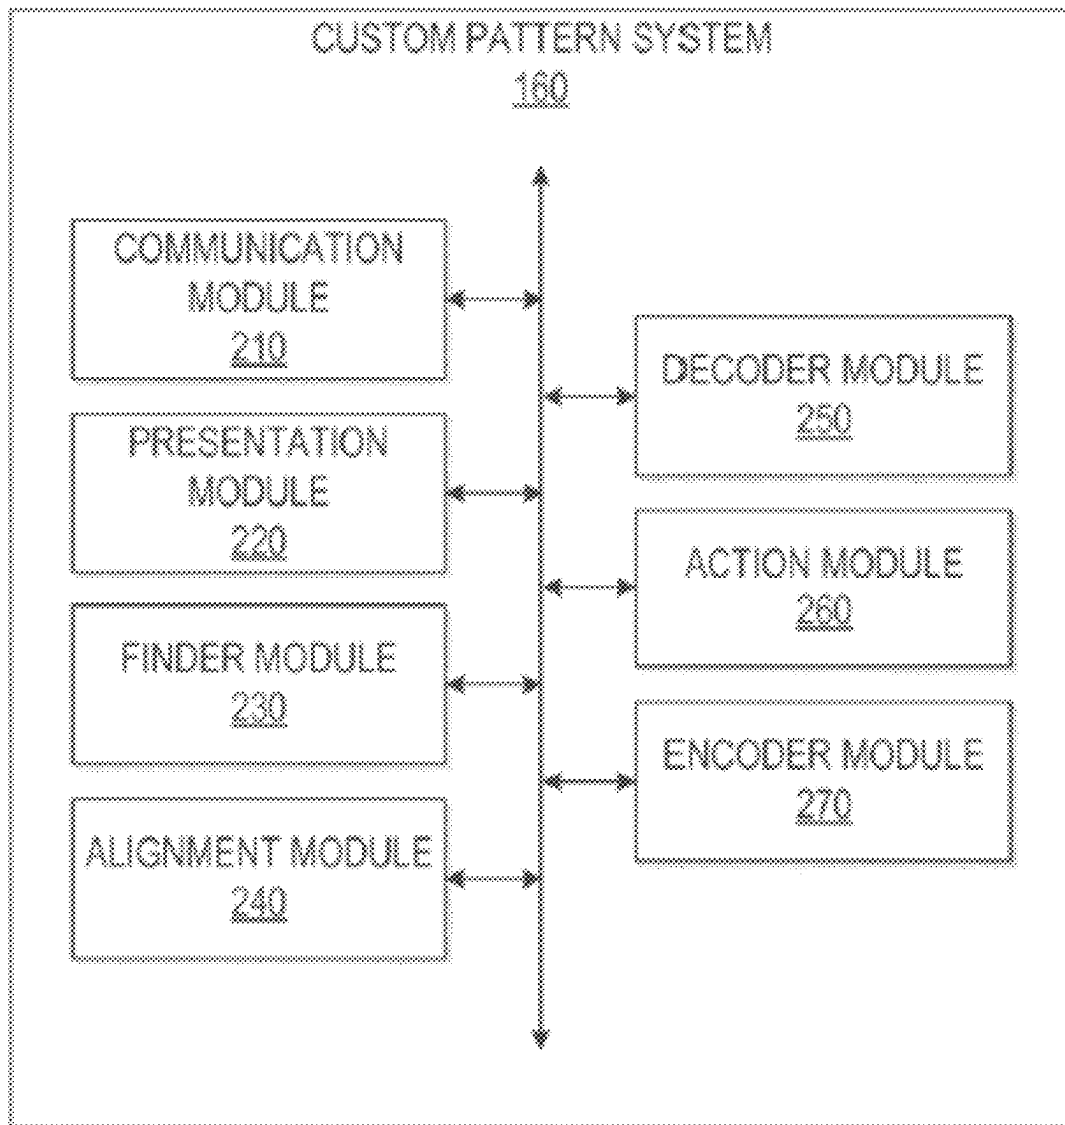 CUSTOM PATTERN SYSTEM
160
COMMUNICATION
MODULE
210
PRESENTATION
MODULE
220
FINDER MODULE
230
ALIGNMENT MODULE
240
DECODER MODULE
250
ACTION MODULE
260
ENCODER MODULE
270